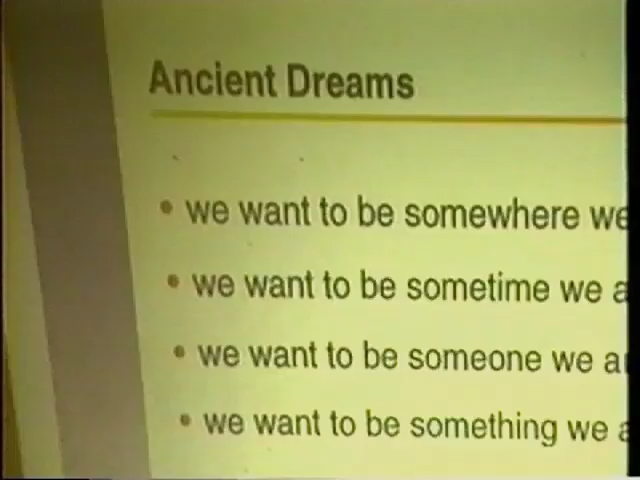 Ancient Dreams
• we want to be somewhere we
• we want to be sometime we a
• we want to be someone we a
• we want to be something we a